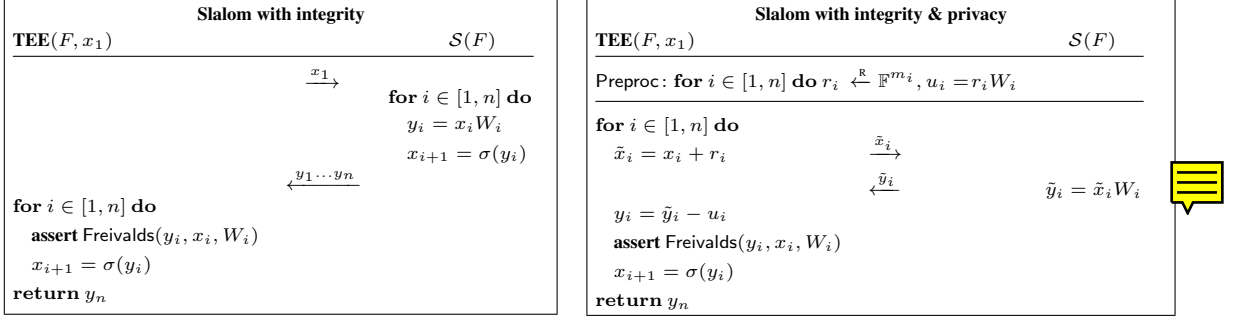 Slalom with integrity
TEE(F, x₁) S(F)
x₁
for i ∈ [1, n] do
yᵢ = xᵢWᵢ
xᵢ₊₁ = σ(yᵢ)
y₁…yₙ
for i ∈ [1, n] do
assert Freivalds(yᵢ, xᵢ, Wᵢ)
xᵢ₊₁ = σ(yᵢ)
return yₙ
Slalom with integrity & privacy
TEE(F, x₁) S(F)
Preproc: for i ∈ [1, n] do rᵢ ←ᴿ 𝔽^{mᵢ}, uᵢ = rᵢWᵢ
for i ∈ [1, n] do
x̃ᵢ = xᵢ + rᵢ x̃ᵢ
ỹᵢ ỹᵢ = x̃ᵢWᵢ
yᵢ = ỹᵢ − uᵢ
assert Freivalds(yᵢ, xᵢ, Wᵢ)
xᵢ₊₁ = σ(yᵢ)
return yₙ